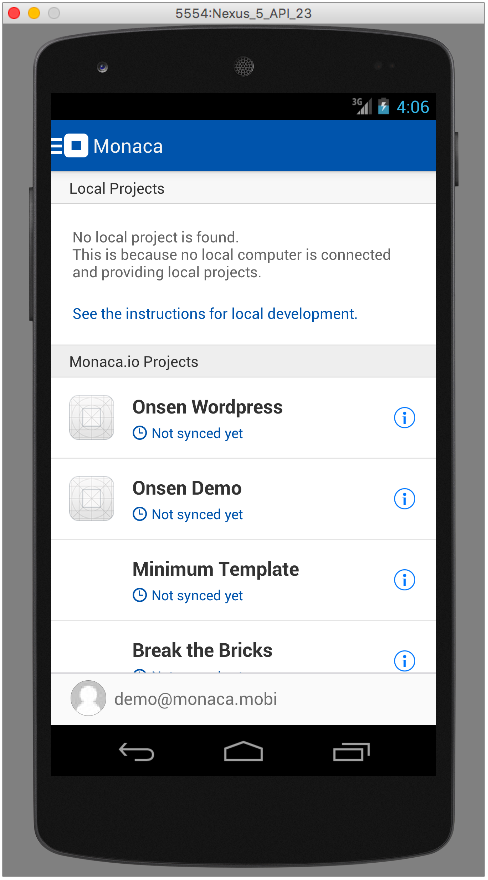 5554:Nexus_5_API_23
3G 4:06
Monaca
Local Projects
No local project is found.
This is because no local computer is connected
and providing local projects.
See the instructions for local development.
Monaca.io Projects
Onsen Wordpress
Not synced yet
Onsen Demo
Not synced yet
Minimum Template
Not synced yet
Break the Bricks
demo@monaca.mobi